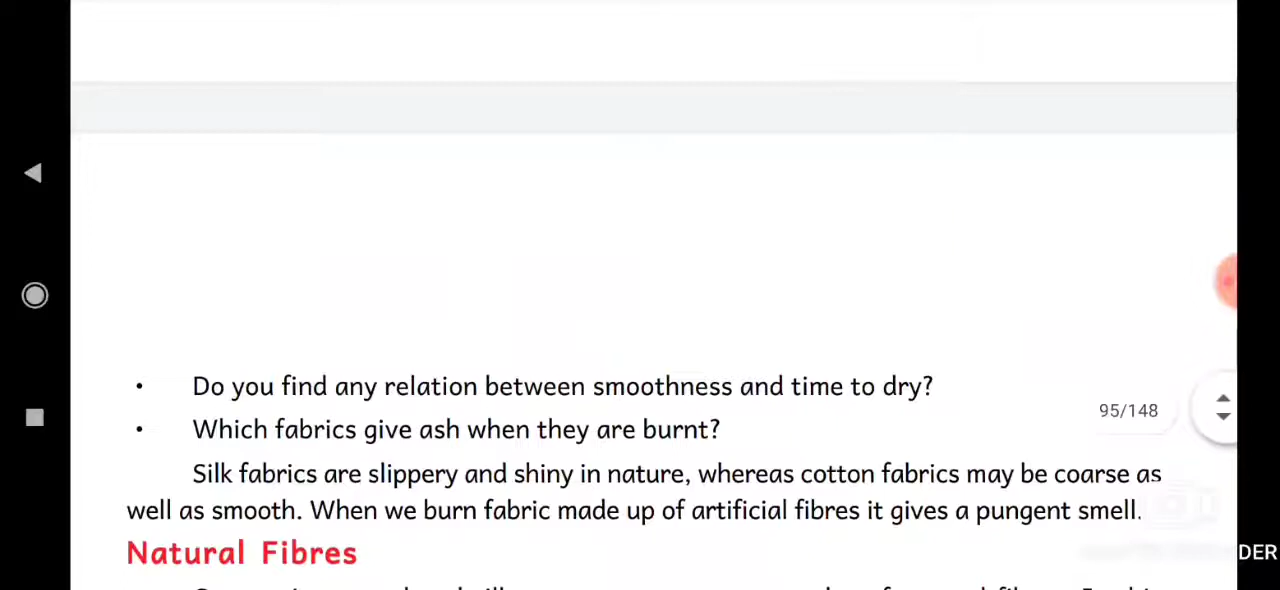 • Do you find any relation between smoothness and time to dry?
95/148
• Which fabrics give ash when they are burnt?
Silk fabrics are slippery and shiny in nature, whereas cotton fabrics may be coarse as
well as smooth. When we burn fabric made up of artificial fibres it gives a pungent smell.
DER
Natural Fibres